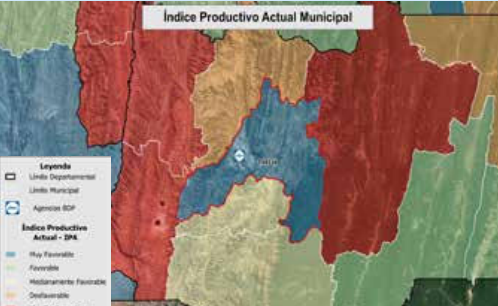 Índice Productivo Actual Municipal
Leyenda
Límite Departamental
Límite Municipal
Agencias BDP
Índice Productivo
Actual - IPA
Muy Favorable
Favorable
Medianamente Favorable
Desfavorable